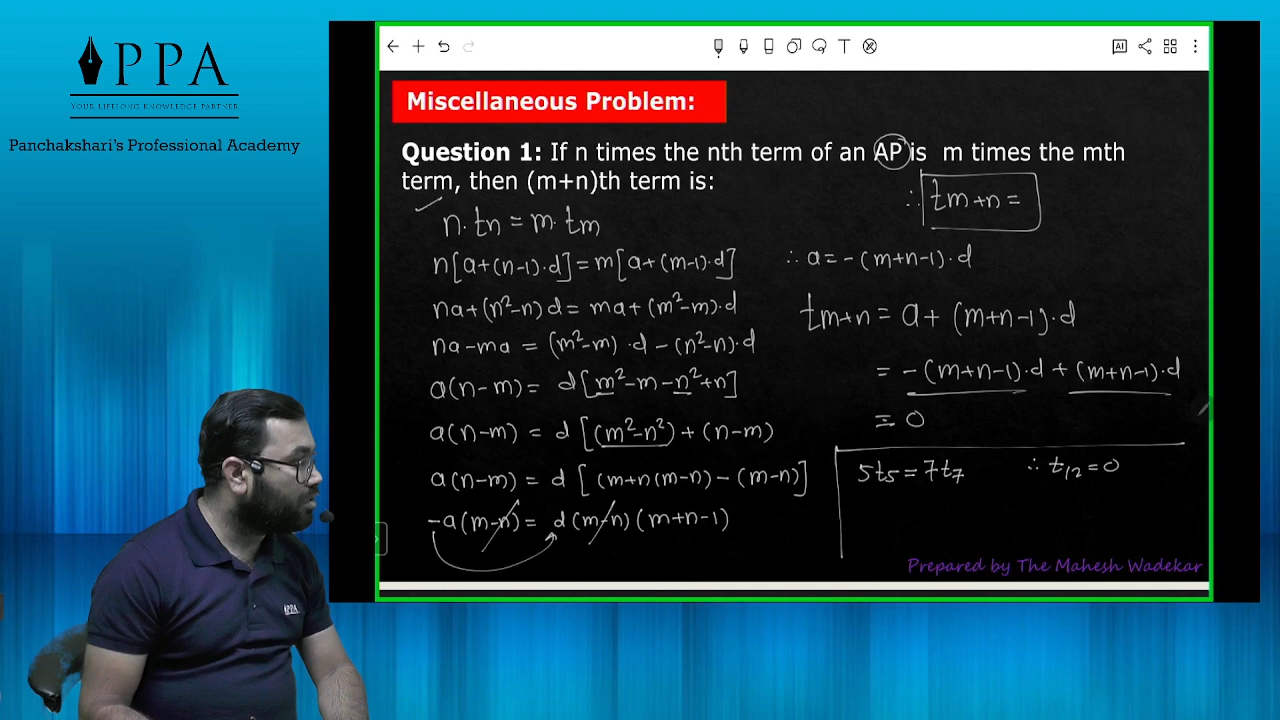 PPA
YOUR LIFELONG KNOWLEDGE PARTNER
Panchakshari's Professional Academy
AI
T
Miscellaneous Problem:
Question 1: If n times the nth term of an AP is m times the mth
term, then (m+n)th term is:
∴ tm+n =
n·tn = m·tm
n[a+(n-1)·d] = m[a+(m-1)·d]
na+(n²-n)d = ma+(m²-m)·d
na-ma = (m²-m)·d-(n²-n)·d
a(n-m) = d[m²-m-n²+n]
a(n-m) = d[(m²-n²)+(n-m)]
a(n-m) = d[(m+n(m-n)-(m-n)]
-a(m-n) = d(m-n)(m+n-1)
∴ a = -(m+n-1)·d
tm+n = a+(m+n-1)·d
= -(m+n-1)·d+(m+n-1)·d
= 0
5t5 = 7t7 ∴ t12 = 0
Prepared by The Mahesh Wadekar
PPA